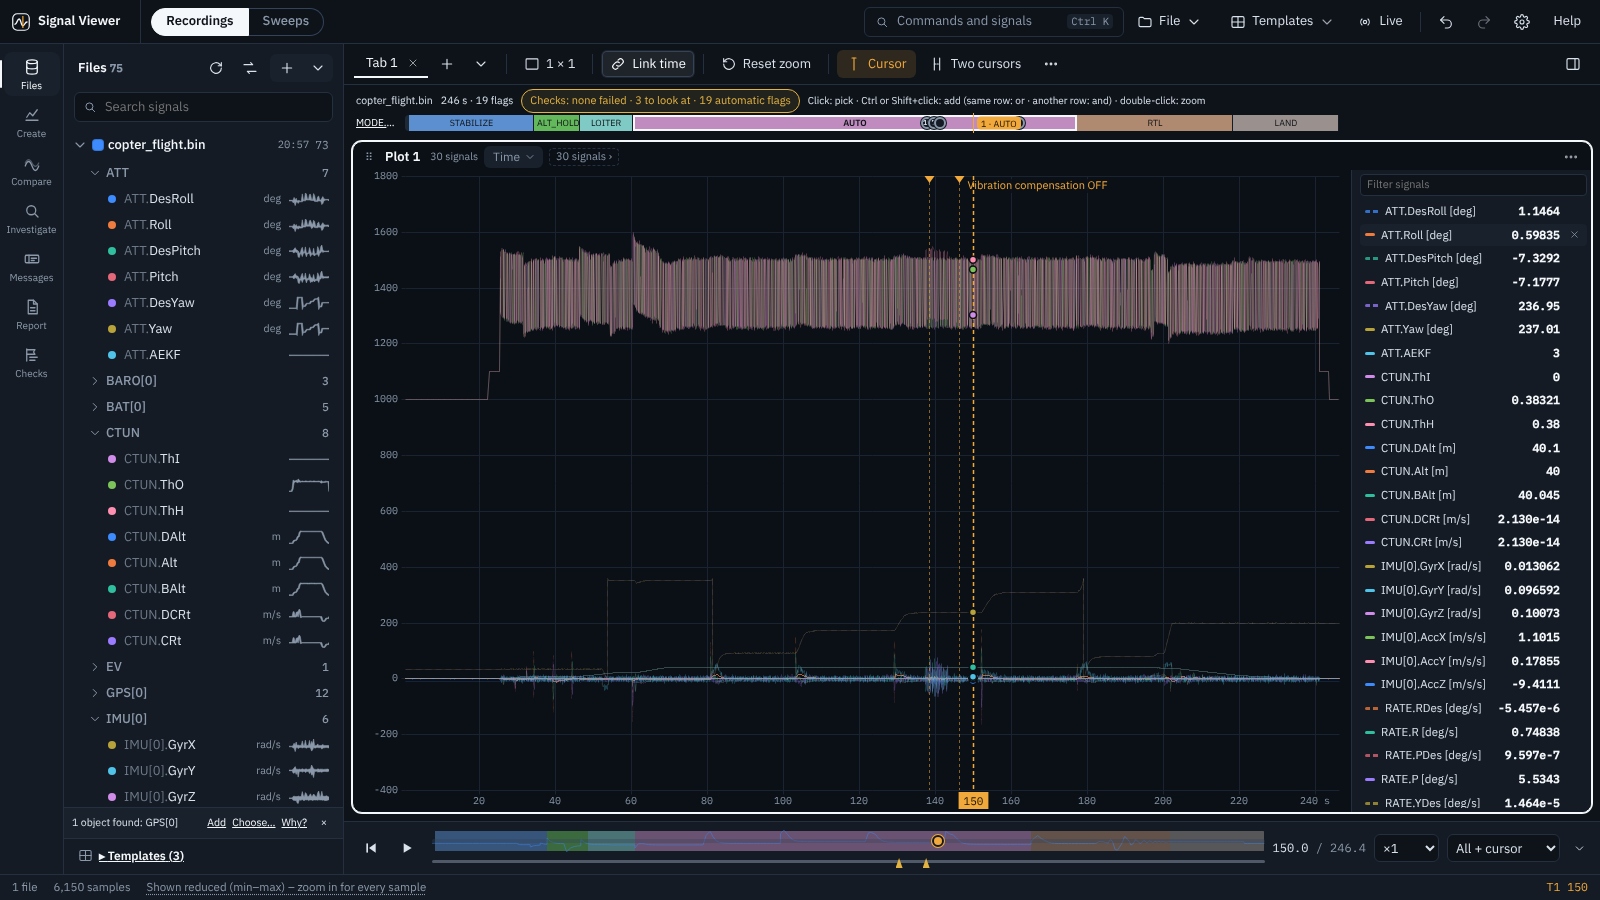 Signal Viewer
Recordings
Sweeps
Commands and signals
Ctrl K
File
Templates
Live
Help
Files
Create
Compare
Investigate
Messages
Report
Checks
Files 75
Search signals
copter_flight.bin 20:57 73
ATT 7
ATT.DesRoll deg
ATT.Roll deg
ATT.DesPitch deg
ATT.Pitch deg
ATT.DesYaw deg
ATT.Yaw deg
ATT.AEKF
BARO[0] 3
BAT[0] 5
CTUN 8
CTUN.ThI
CTUN.ThO
CTUN.ThH
CTUN.DAlt m
CTUN.Alt m
CTUN.BAlt m
CTUN.DCRt m/s
CTUN.CRt m/s
EV 1
GPS[0] 12
IMU[0] 6
IMU[0].GyrX rad/s
IMU[0].GyrY rad/s
IMU[0].GyrZ rad/s
1 object found: GPS[0] Add Choose... Why? ×
▸ Templates (3)
Tab 1 ×
1 × 1
Link time
Reset zoom
Cursor
Two cursors
copter_flight.bin 246 s · 19 flags
Checks: none failed · 3 to look at · 19 automatic flags
Click: pick · Ctrl or Shift+click: add (same row: or · another row: and) · double-click: zoom
MODE.…
STABILIZE
ALT_HOLD
LOITER
AUTO
1 · AUTO
RTL
LAND
Plot 1 30 signals Time 30 signals ›
Vibration compensation OFF
1800
1600
1400
1200
1000
800
600
400
200
0
-200
-400
20 40 60 80 100 120 140 150 160 180 200 220 240 s
Filter signals
ATT.DesRoll [deg] 1.1464
ATT.Roll [deg] 0.59835 ×
ATT.DesPitch [deg] -7.3292
ATT.Pitch [deg] -7.1777
ATT.DesYaw [deg] 236.95
ATT.Yaw [deg] 237.01
ATT.AEKF 3
CTUN.ThI 0
CTUN.ThO 0.38321
CTUN.ThH 0.38
CTUN.DAlt [m] 40.1
CTUN.Alt [m] 40
CTUN.BAlt [m] 40.045
CTUN.DCRt [m/s] 2.130e-14
CTUN.CRt [m/s] 2.130e-14
IMU[0].GyrX [rad/s] 0.013062
IMU[0].GyrY [rad/s] 0.096592
IMU[0].GyrZ [rad/s] 0.10073
IMU[0].AccX [m/s/s] 1.1015
IMU[0].AccY [m/s/s] 0.17855
IMU[0].AccZ [m/s/s] -9.4111
RATE.RDes [deg/s] -5.457e-6
RATE.R [deg/s] 0.74838
RATE.PDes [deg/s] 9.597e-7
RATE.P [deg/s] 5.5343
RATE.YDes [deg/s] 1.464e-5
150.0 / 246.4
×1
All + cursor
1 file 6,150 samples Shown reduced (min–max) – zoom in for every sample
T1 150